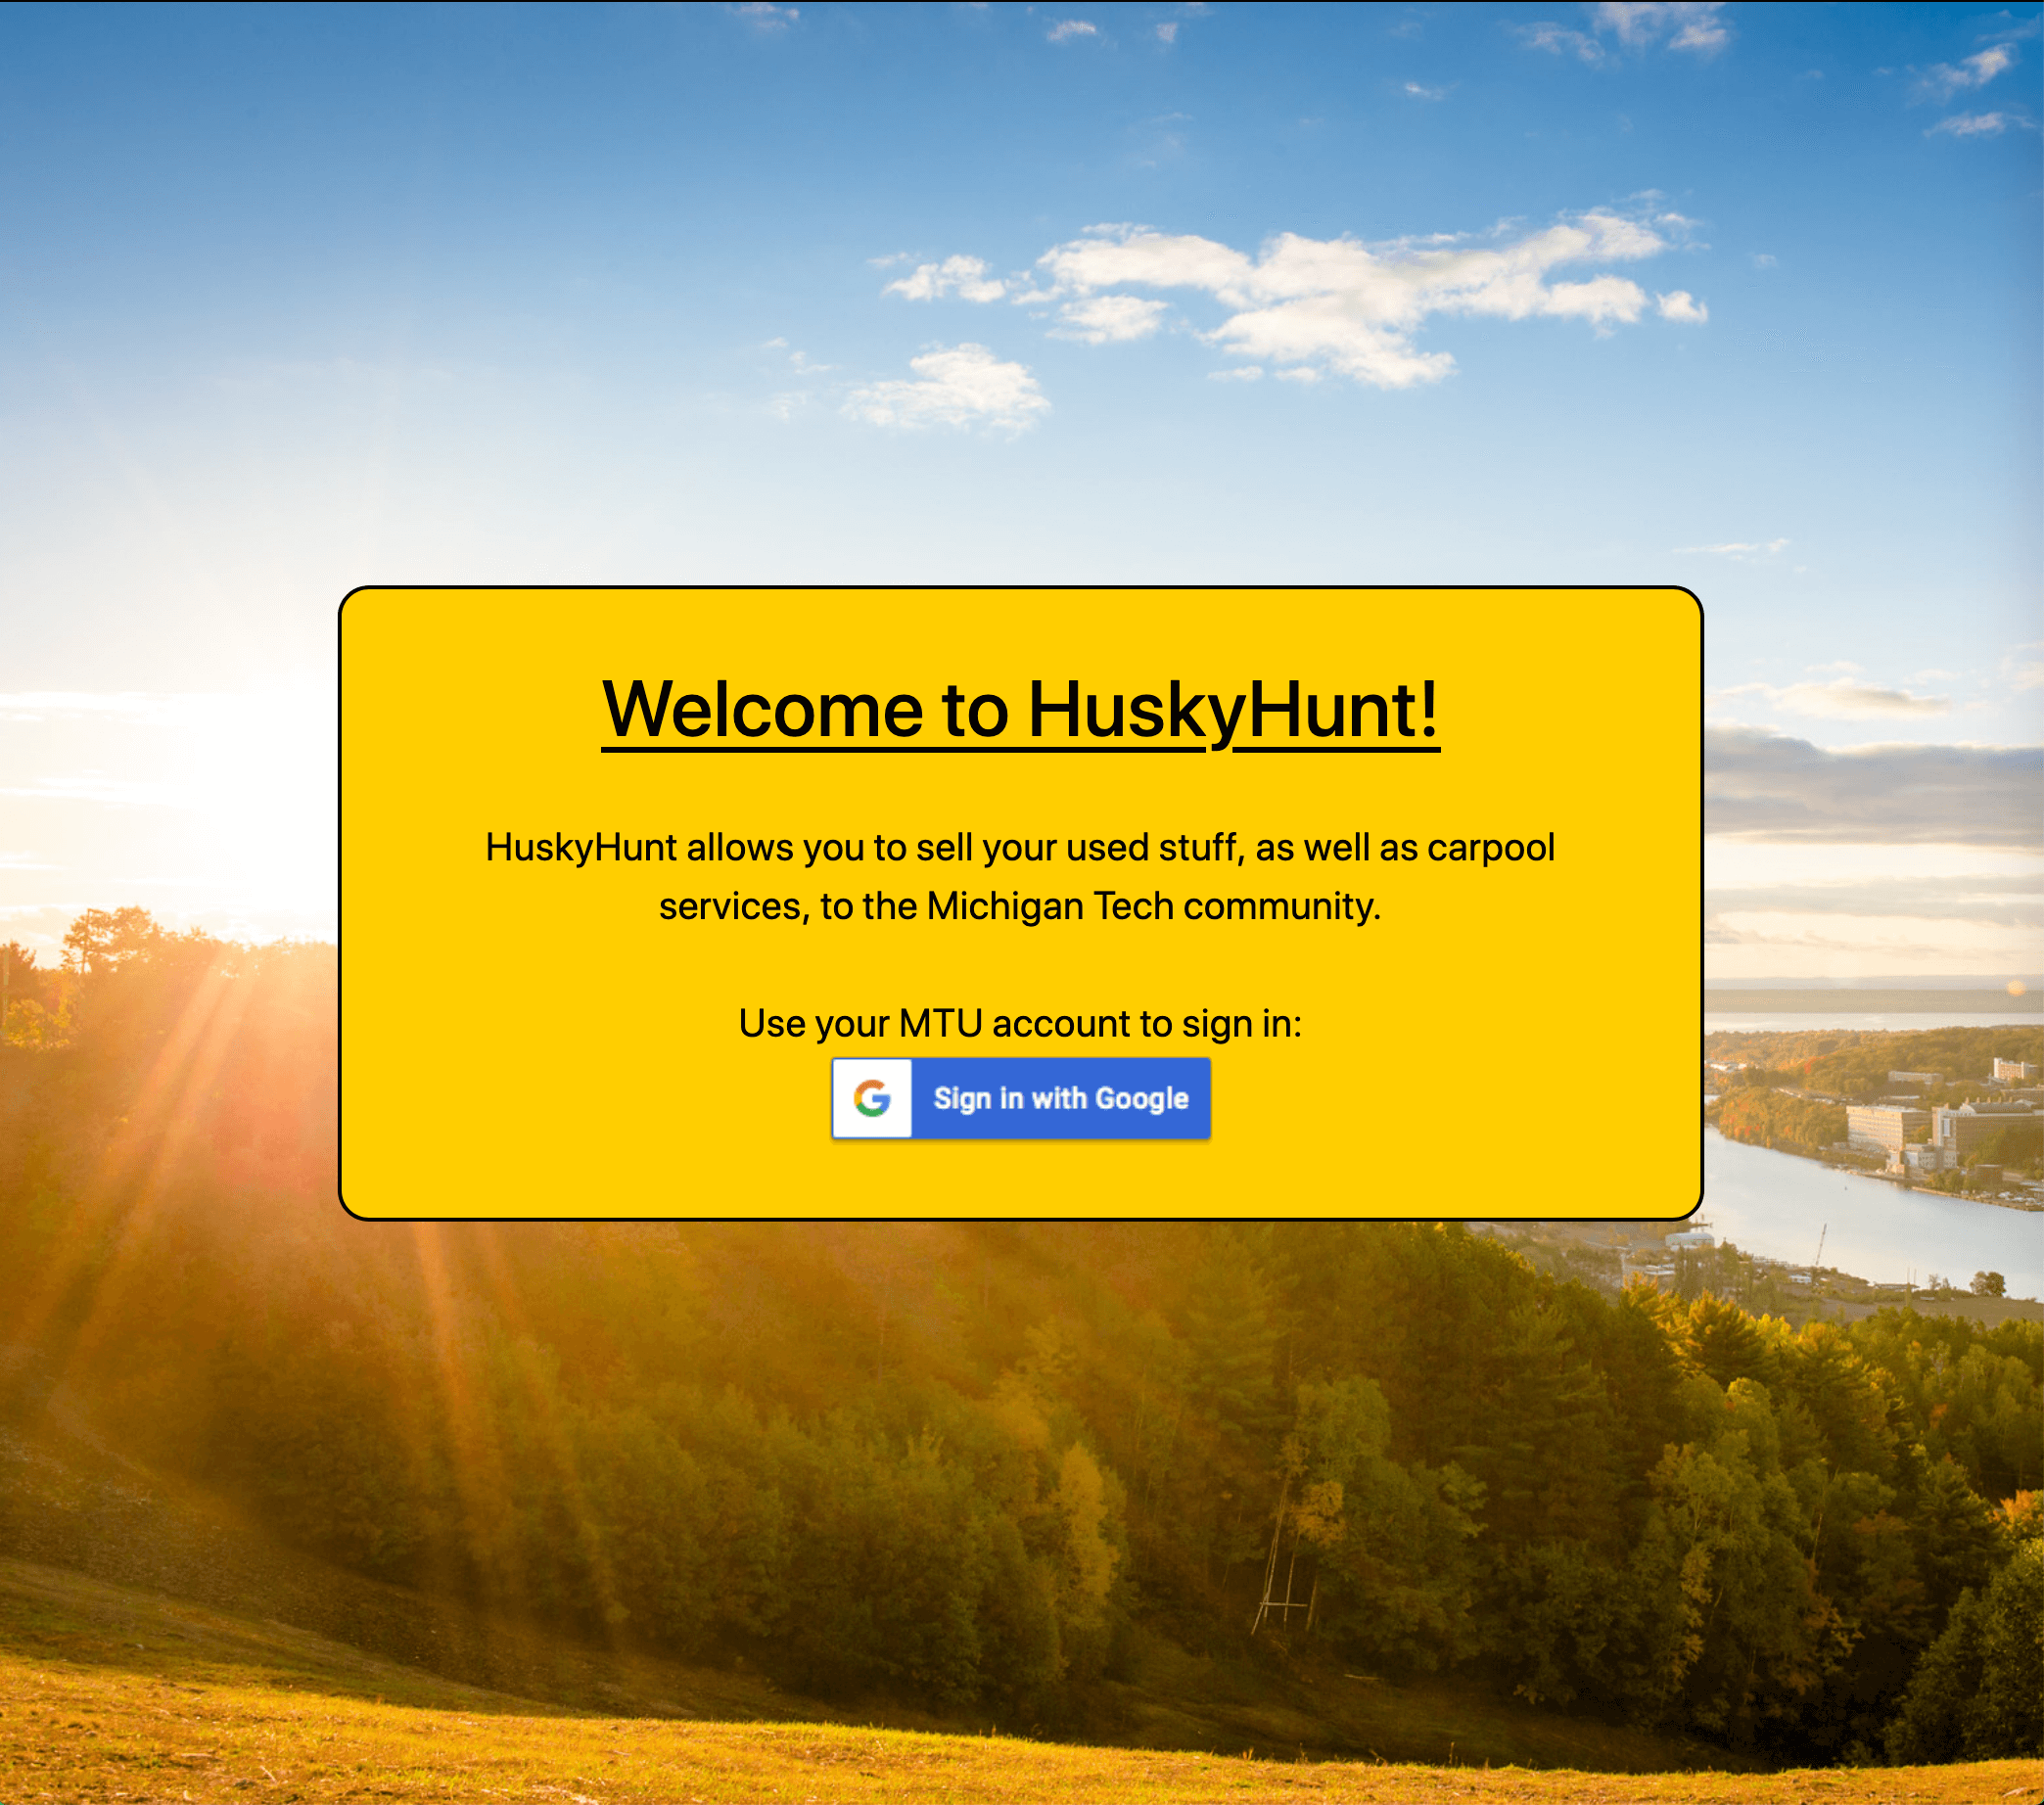 Welcome to HuskyHunt!
HuskyHunt allows you to sell your used stuff, as well as carpool
services, to the Michigan Tech community.
Use your MTU account to sign in:
Sign in with Google